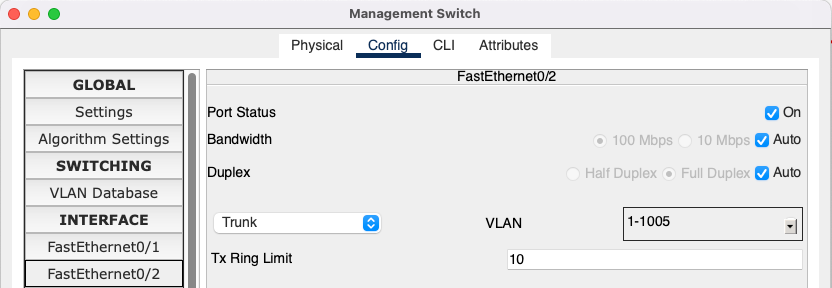 Management Switch
Physical Config CLI Attributes
GLOBAL
Settings
Algorithm Settings
SWITCHING
VLAN Database
INTERFACE
FastEthernet0/1
FastEthernet0/2
FastEthernet0/2
Port Status On
Bandwidth 100 Mbps 10 Mbps Auto
Duplex Half Duplex Full Duplex Auto
Trunk VLAN 1-1005
Tx Ring Limit 10